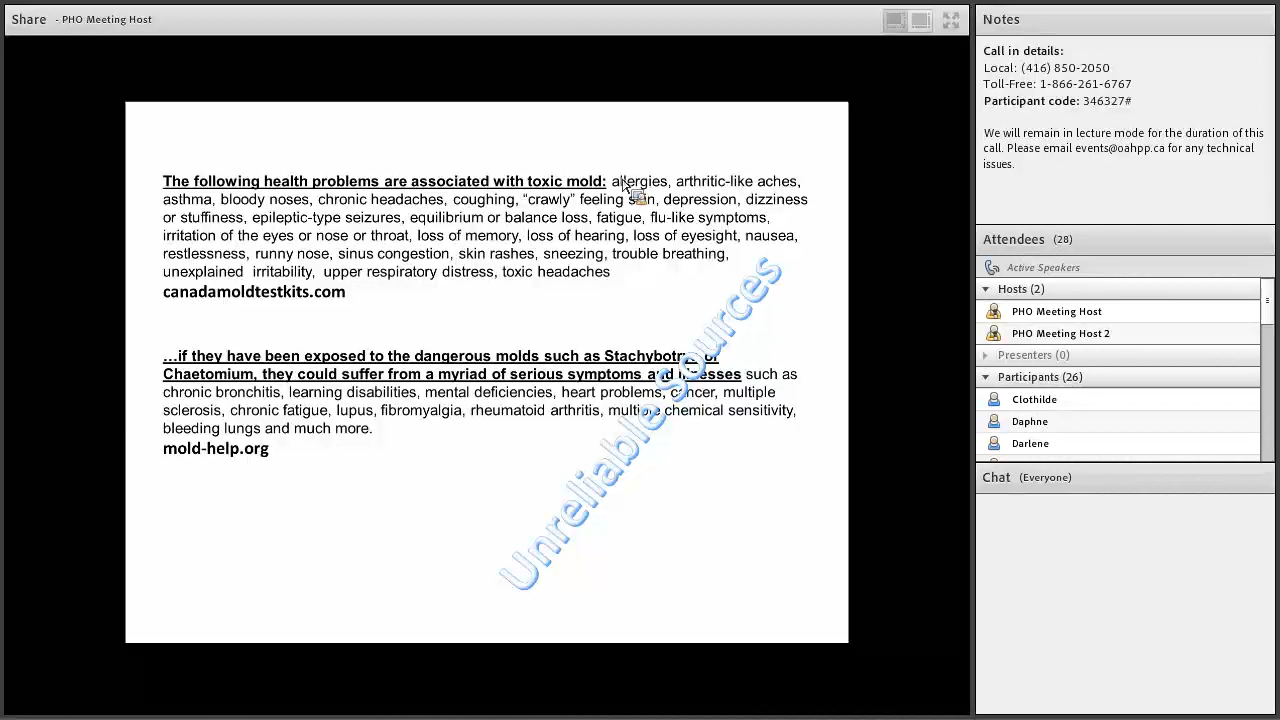 Share - PHO Meeting Host
The following health problems are associated with toxic mold: allergies, arthritic-like aches,
asthma, bloody noses, chronic headaches, coughing, “crawly” feeling skin, depression, dizziness
or stuffiness, epileptic-type seizures, equilibrium or balance loss, fatigue, flu-like symptoms,
irritation of the eyes or nose or throat, loss of memory, loss of hearing, loss of eyesight, nausea,
restlessness, runny nose, sinus congestion, skin rashes, sneezing, trouble breathing,
unexplained irritability, upper respiratory distress, toxic headaches
canadamoldtestkits.com
…if they have been exposed to the dangerous molds such as Stachybotrys or
Chaetomium, they could suffer from a myriad of serious symptoms and illnesses such as
chronic bronchitis, learning disabilities, mental deficiencies, heart problems, cancer, multiple
sclerosis, chronic fatigue, lupus, fibromyalgia, rheumatoid arthritis, multiple chemical sensitivity,
bleeding lungs and much more.
mold-help.org
Unreliable Sources
Notes
Call in details:
Local: (416) 850-2050
Toll-Free: 1-866-261-6767
Participant code: 346327#
We will remain in lecture mode for the duration of this
call. Please email events@oahpp.ca for any technical
issues.
Attendees (28)
Active Speakers
Hosts (2)
PHO Meeting Host
PHO Meeting Host 2
Presenters (0)
Participants (26)
Clothilde
Daphne
Darlene
Chat (Everyone)